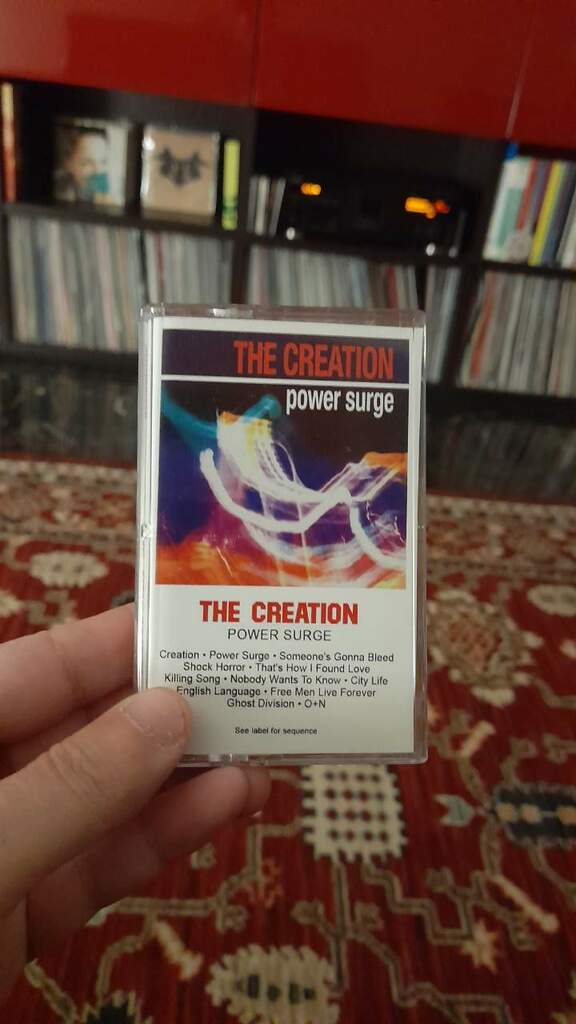 THE CREATION
power surge
THE CREATION
POWER SURGE
Creation • Power Surge • Someone's Gonna Bleed
Shock Horror • That's How I Found Love
Killing Song • Nobody Wants To Know • City Life
English Language • Free Men Live Forever
Ghost Division • O+N
See label for sequence